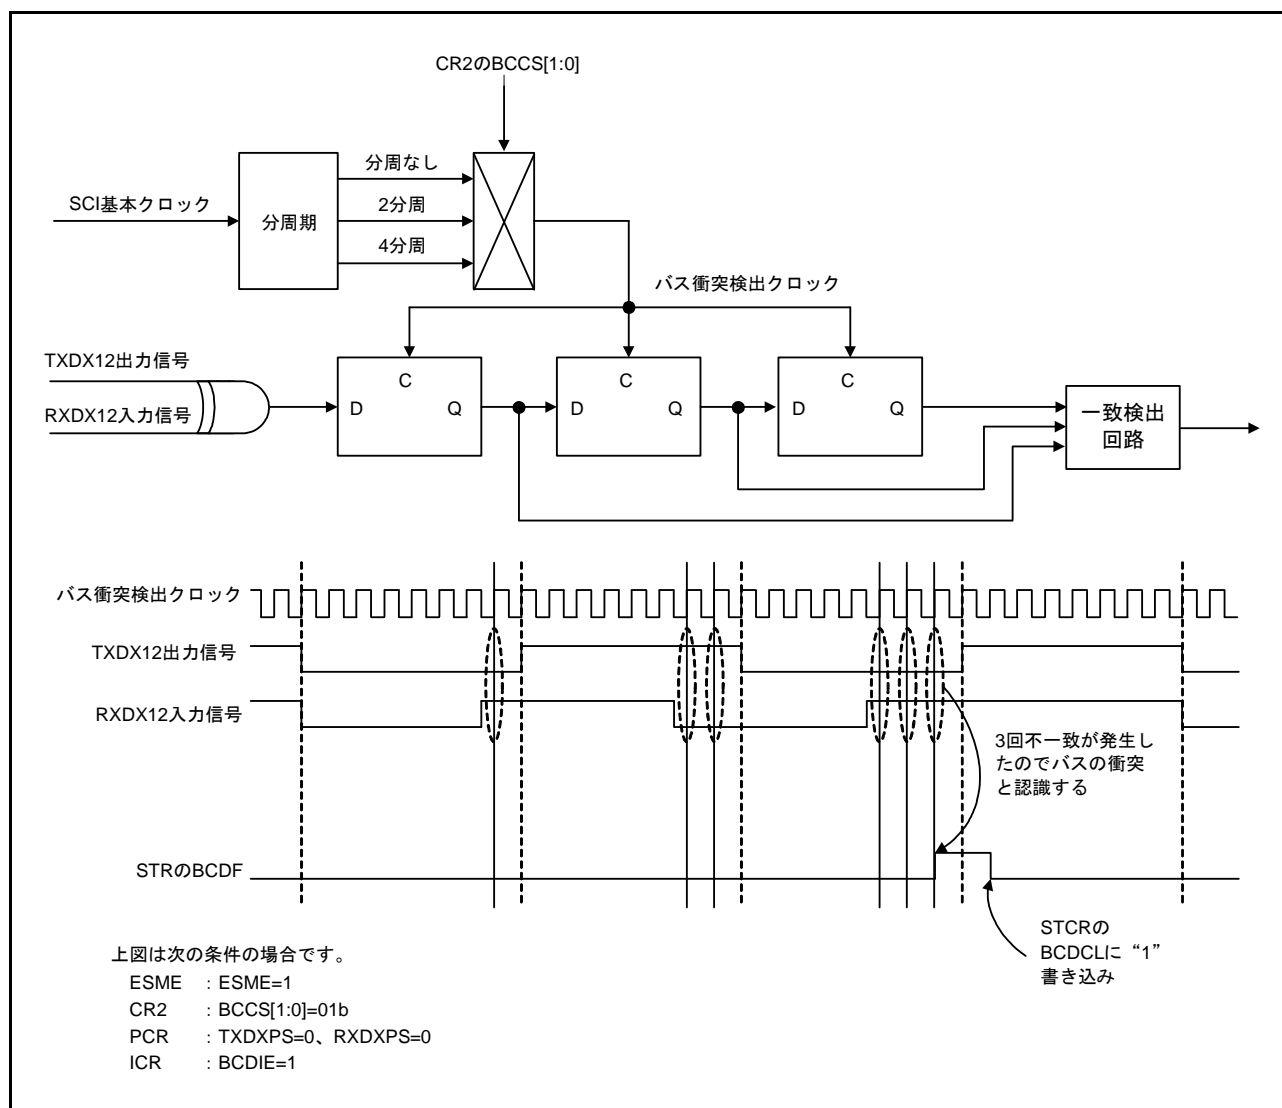 CR2のBCCS[1:0]
分周なし
SCI基本クロック
分周期
2分周
4分周
バス衝突検出クロック
TXDX12出力信号
RXDX12入力信号
C
D
Q
C
D
Q
C
D
Q
一致検出
回路
バス衝突検出クロック
TXDX12出力信号
RXDX12入力信号
3回不一致が発生し
たのでバスの衝突
と認識する
STRのBCDF
STCRの
BCDCLに“1”
書き込み
上図は次の条件の場合です。
ESME : ESME=1
CR2 : BCCS[1:0]=01b
PCR : TXDXPS=0、RXDXPS=0
ICR : BCDIE=1